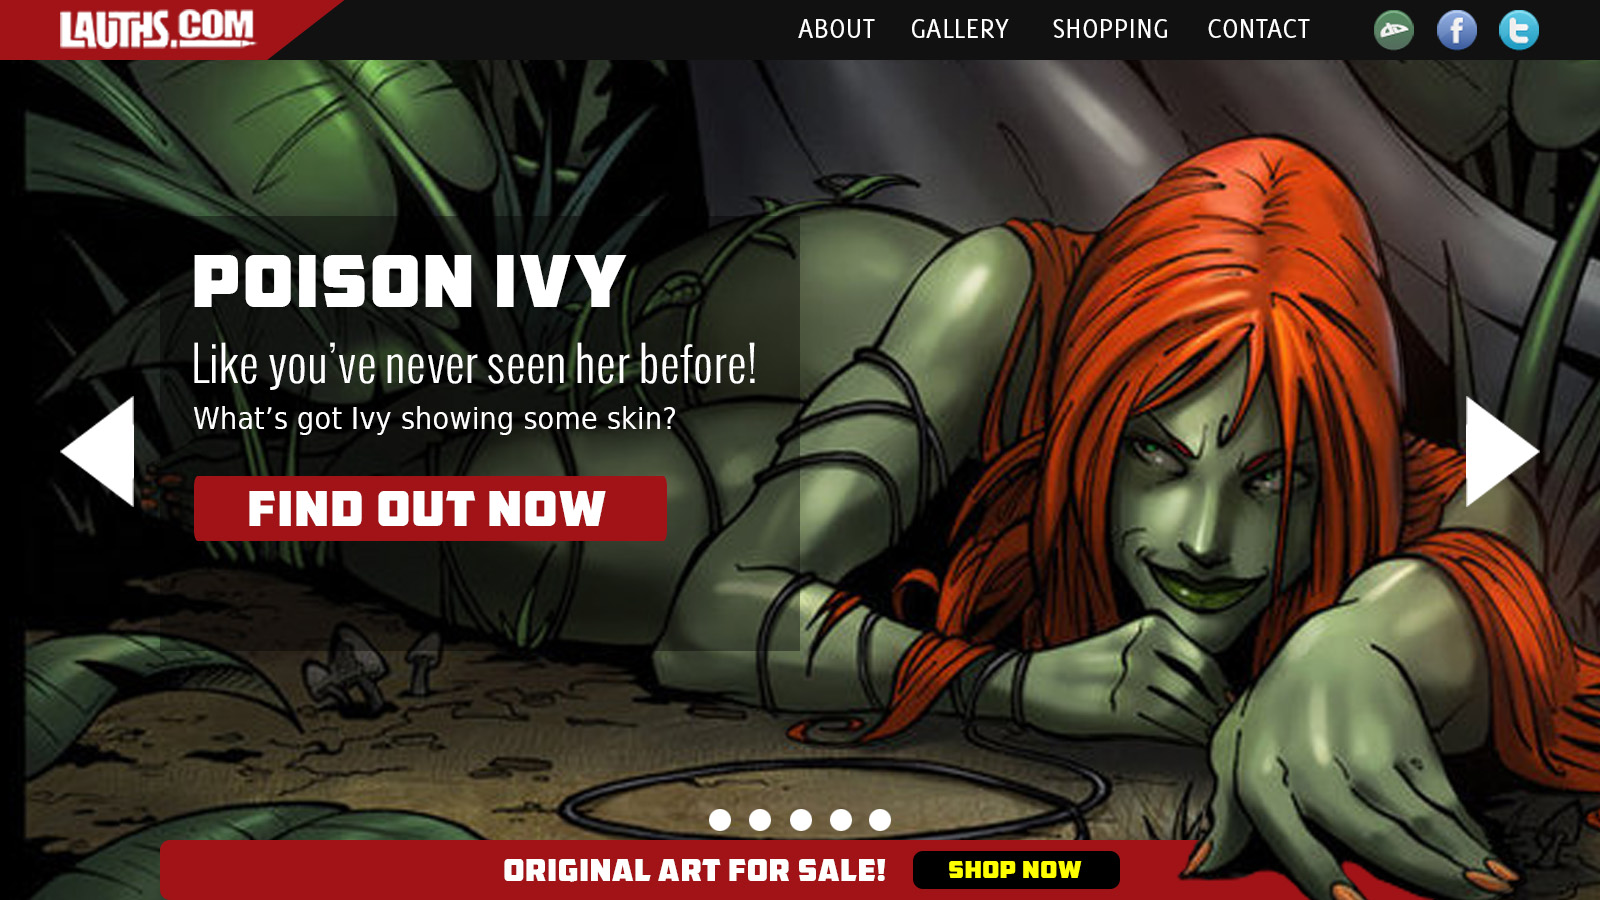 LAUTHS.COM
ABOUT GALLERY SHOPPING CONTACT
POISON IVY
Like you've never seen her before!
What's got Ivy showing some skin?
FIND OUT NOW
ORIGINAL ART FOR SALE! SHOP NOW